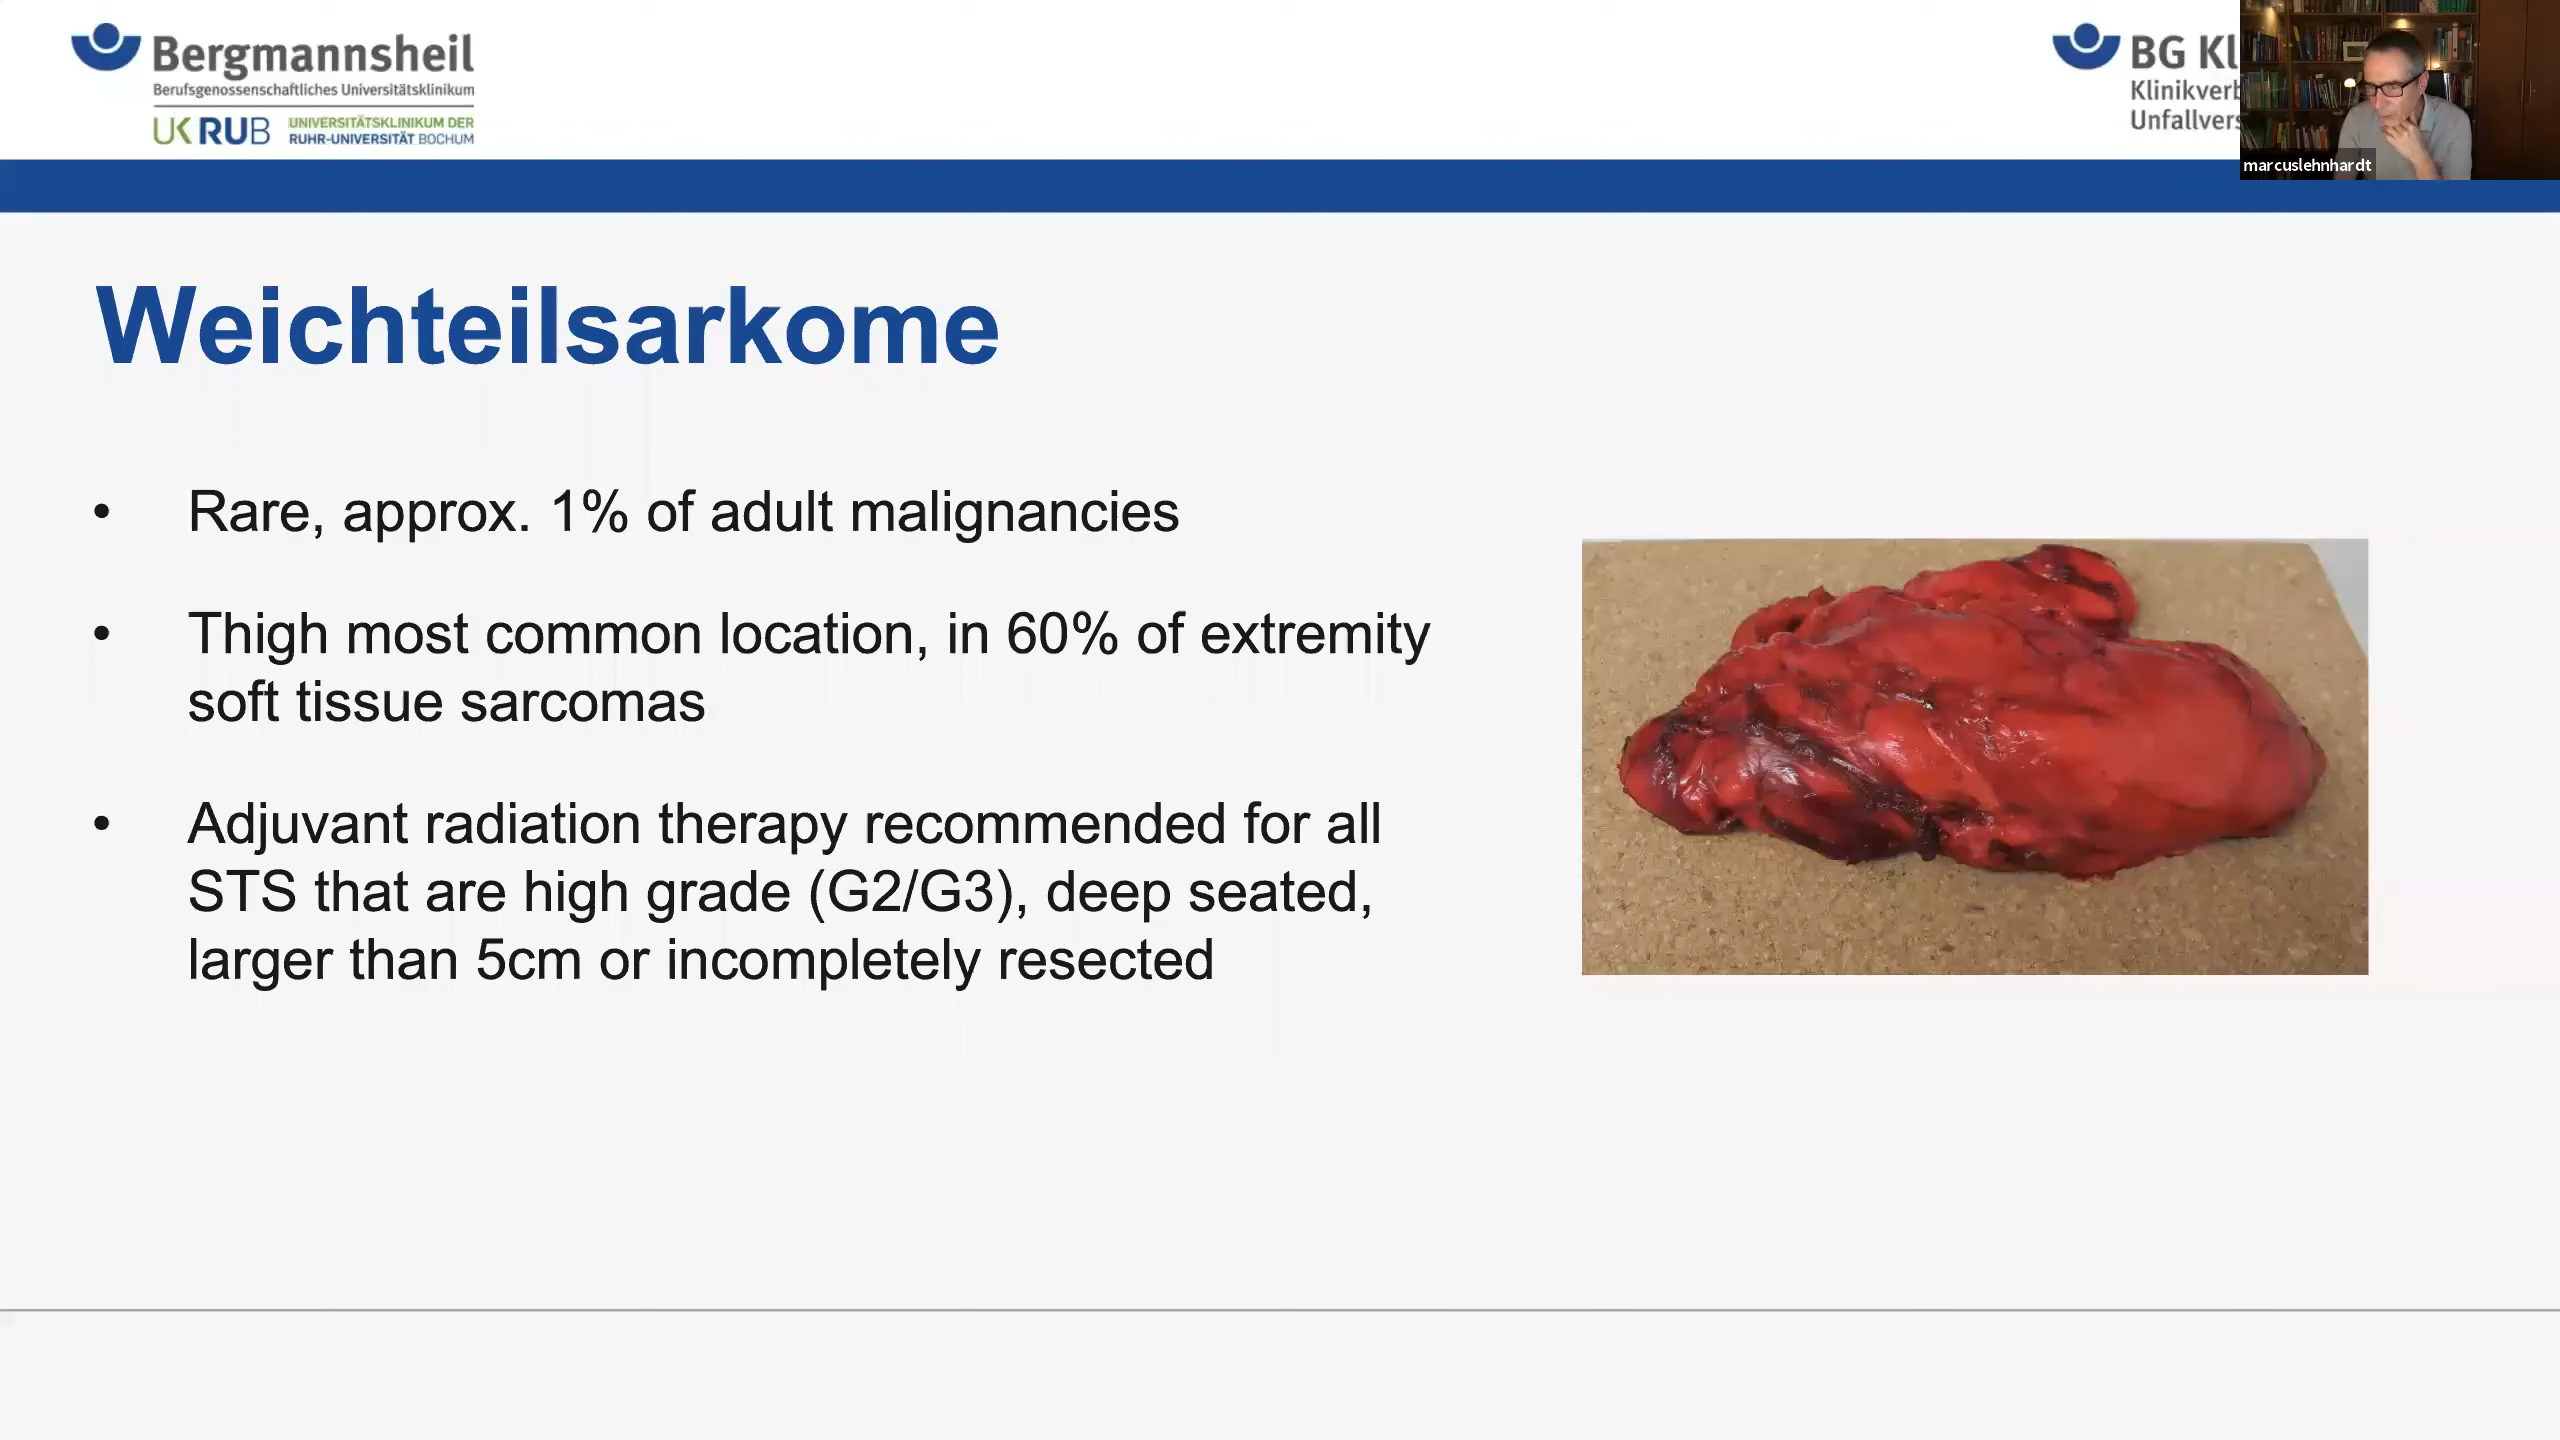 Bergmannsheil
Berufsgenossenschaftliches Universitätsklinikum
UK RUB UNIVERSITÄTSKLINIKUM DER
RUHR-UNIVERSITÄT BOCHUM
BG Kl
Klinikverb
Unfallvers
marcuslehnhardt
Weichteilsarkome
• Rare, approx. 1% of adult malignancies
• Thigh most common location, in 60% of extremity
soft tissue sarcomas
• Adjuvant radiation therapy recommended for all
STS that are high grade (G2/G3), deep seated,
larger than 5cm or incompletely resected